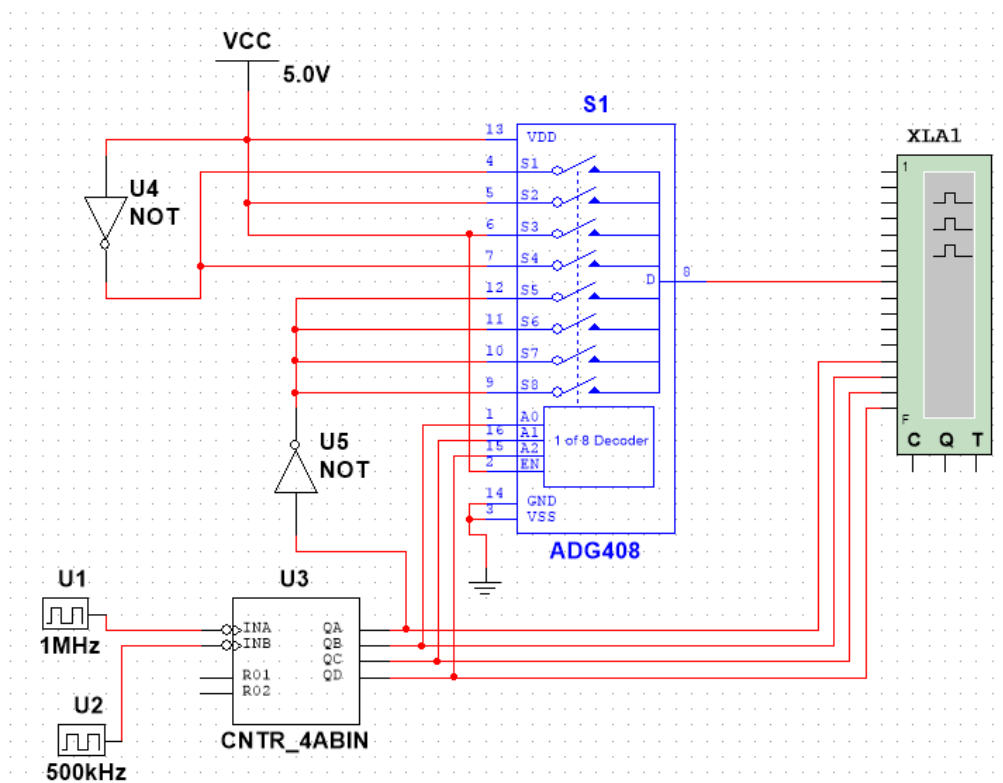 VCC
5.0V
S1
XLA1
13 VDD
4 S1
5 S2
6 S3
7 S4
12 S5
11 S6
10 S7
9 S8
D 8
1 A0
16 A1
15 A2
2 EN
1 of 8 Decoder
14 GND
3 VSS
ADG408
U4
NOT
U5
NOT
1
F
C Q T
U1
1MHz
U2
500kHz
U3
INA QA
INB QB
QC
R01 QD
R02
CNTR_4ABIN